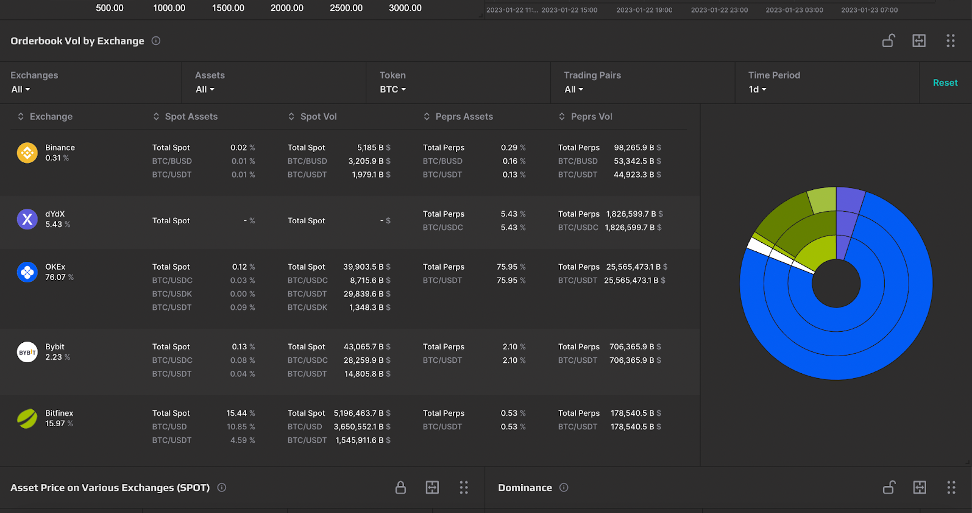 500.00 1000.00 1500.00 2000.00 2500.00 3000.00
2023-01-22 11:... 2023-01-22 15:00 2023-01-22 19:00 2023-01-22 23:00 2023-01-23 03:00 2023-01-23 07:00
Orderbook Vol by Exchange
Exchanges Assets Token Trading Pairs Time Period
All All BTC All 1d Reset
Exchange Spot Assets Spot Vol Peprs Assets Peprs Vol
Binance Total Spot 0.02 % Total Spot 5,185 B $ Total Perps 0.29 % Total Perps 98,265.9 B $
0.31 % BTC/BUSD 0.01 % BTC/BUSD 3,205.9 B $ BTC/BUSD 0.16 % BTC/BUSD 53,342.5 B $
BTC/USDT 0.01 % BTC/USDT 1,979.1 B $ BTC/USDT 0.13 % BTC/USDT 44,923.3 B $
dYdX Total Spot - % Total Spot - $ Total Perps 5.43 % Total Perps 1,826,599.7 B $
5.43 % BTC/USDC 5.43 % BTC/USDC 1,826,599.7 B $
OKEx Total Spot 0.12 % Total Spot 39,903.5 B $ Total Perps 75.95 % Total Perps 25,565,473.1 B $
76.07 % BTC/USDC 0.03 % BTC/USDC 8,715.6 B $ BTC/USDT 75.95 % BTC/USDT 25,565,473.1 B $
BTC/USDK 0.00 % BTC/USDT 29,839.6 B $
BTC/USDT 0.09 % BTC/USDK 1,348.3 B $
BYBIT Bybit Total Spot 0.13 % Total Spot 43,065.7 B $ Total Perps 2.10 % Total Perps 706,365.9 B $
2.23 % BTC/USDC 0.08 % BTC/USDC 28,259.9 B $ BTC/USDT 2.10 % BTC/USDT 706,365.9 B $
BTC/USDT 0.04 % BTC/USDT 14,805.8 B $
Bitfinex Total Spot 15.44 % Total Spot 5,196,463.7 B $ Total Perps 0.53 % Total Perps 178,540.5 B $
15.97 % BTC/USD 10.85 % BTC/USD 3,650,552.1 B $ BTC/USDT 0.53 % BTC/USDT 178,540.5 B $
BTC/USDT 4.59 % BTC/USDT 1,545,911.6 B $
Asset Price on Various Exchanges (SPOT) Dominance